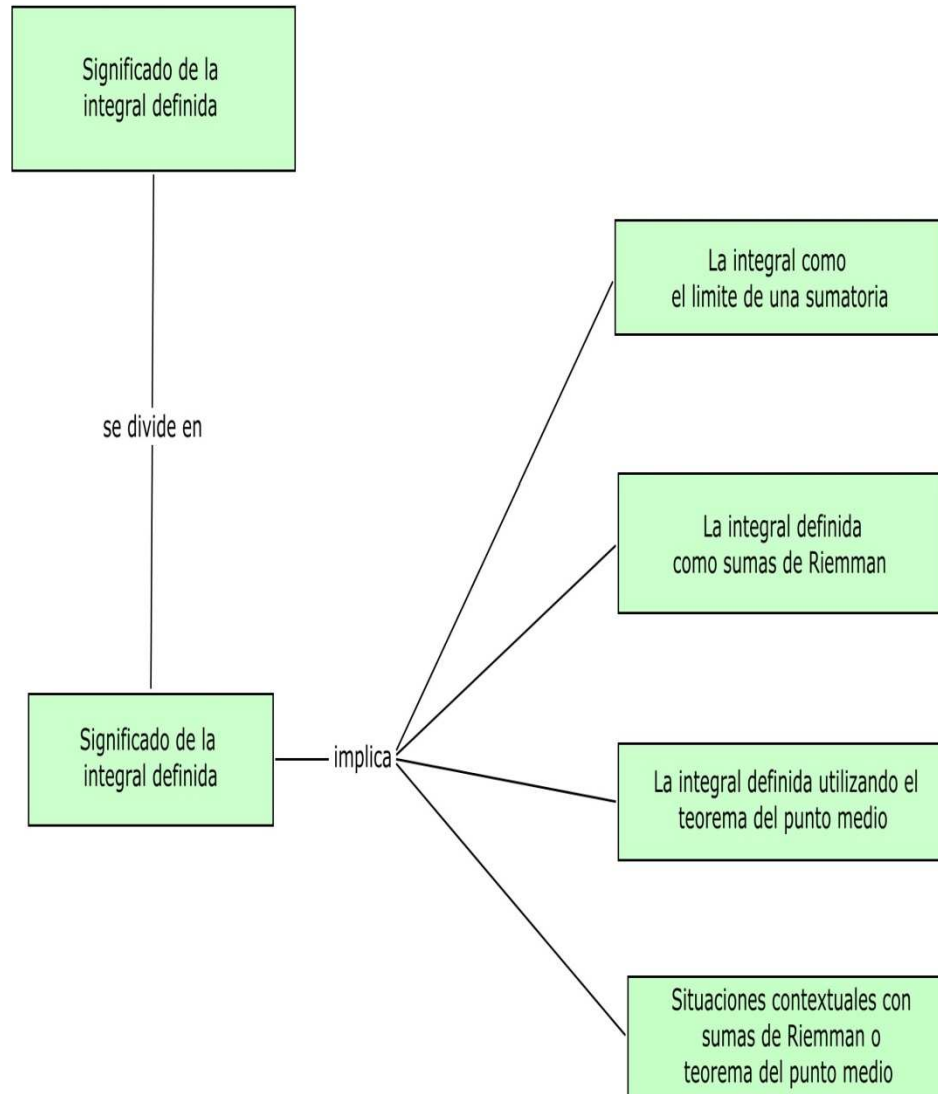 Significado de la
integral definida
se divide en
Significado de la
integral definida
implica
La integral como
el limite de una sumatoria
La integral definida
como sumas de Riemman
La integral definida utilizando el
teorema del punto medio
Situaciones contextuales con
sumas de Riemman o
teorema del punto medio